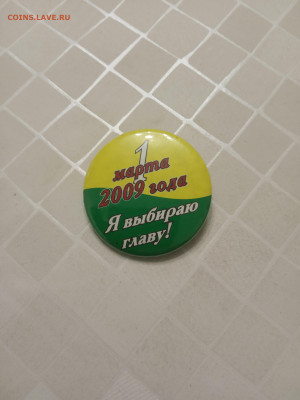 COINS.LAVE.RU
1
марта
2009 года
Я выбираю
главу!